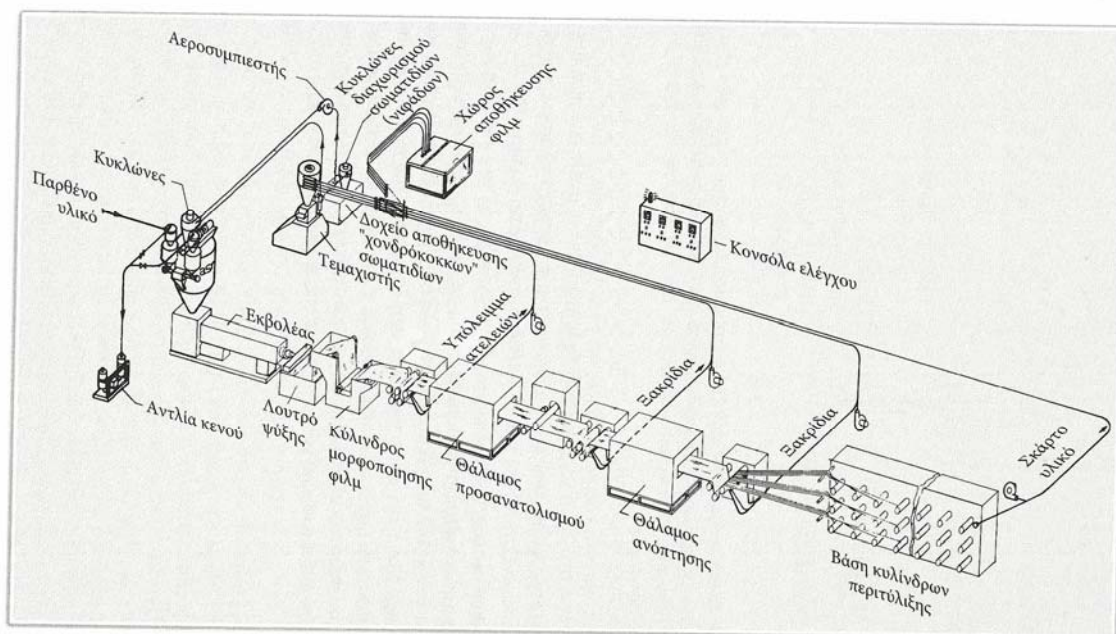 Αεροσυμπιεστής
Κυκλώνες
διαχωρισμού
σωματιδίων
(νιφάδων)
Χώρος
αποθήκευσης
φιλμ
Κυκλώνες
Παρθένο
υλικό
Δοχείο αποθήκευσης
"χονδρόκοκκων"
σωματιδίων
Τεμαχιστής
Κονσόλα ελέγχου
Εκβολέας
Υπόλειμμα
ατελειών
Ξακρίδια
Ξακρίδια
Σκάρτο
υλικό
Αντλία κενού
Λουτρό
ψύξης
Κύλινδρος
μορφοποίησης
φιλμ
Θάλαμος
προσανατολισμού
Θάλαμος
ανόπτησης
Βάση κυλίνδρων
περιτύλιξης